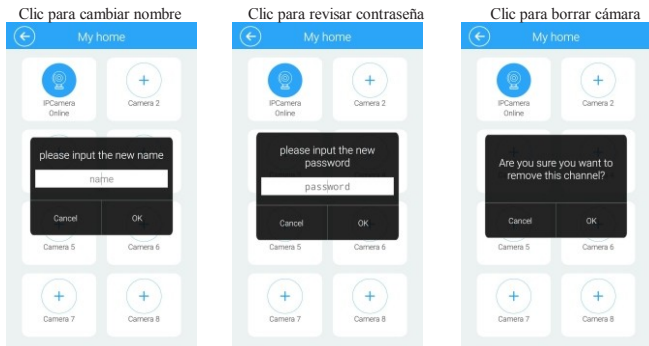 Clic para cambiar nombre
My home
IPCamera
Online
Camera 2
please input the new name
name
Cancel OK
Camera 5 Camera 6
Camera 7 Camera 8
Clic para revisar contraseña
My home
IPCamera
Online
Camera 2
please input the new
password
password
Cancel OK
Camera 5 Camera 6
Camera 7 Camera 8
Clic para borrar cámara
My home
IPCamera
Online
Camera 2
Are you sure you want to
remove this channel?
Cancel OK
Camera 5 Camera 6
Camera 7 Camera 8